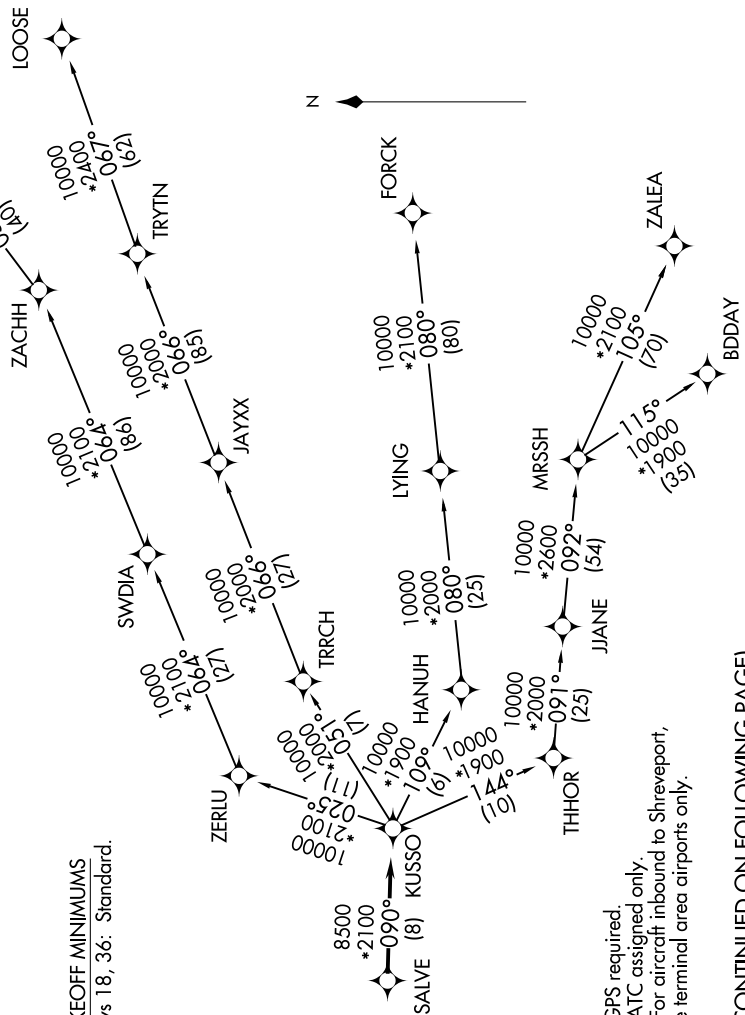 LOOSE
10000
*2400
067°
(62)
(40)
ZACHH
TRYTN
N
FORCK
10000
*2000
066°
(85)
ZALEA
10000
*2100
080°
(80)
10000
*2100
105°
(70)
BDDAY
10000
*2100
064°
(86)
JAYXX
LYING
MRSSH
115°
10000
*1900
(35)
SWDIA
10000
*2000
066°
(27)
10000
*2000
080°
(25)
10000
*2600
092°
(54)
10000
*2100
064°
(27)
TRRCH
HANUH
JJANE
10000
*2000
051°
(7)
10000
*2000
091°
(25)
ZERLU
10000
*2100
025°
(11)
10000
*1900
109°
(6)
10000
*1900
144°
(10)
THHOR
KUSSO
8500
*2100
090°
(8)
SALVE
KEOFF MINIMUMS
ys 18, 36: Standard.
GPS required.
ATC assigned only.
For aircraft inbound to Shreveport,
e terminal area airports only.
CONTINUED ON FOLLOWING PAGE)